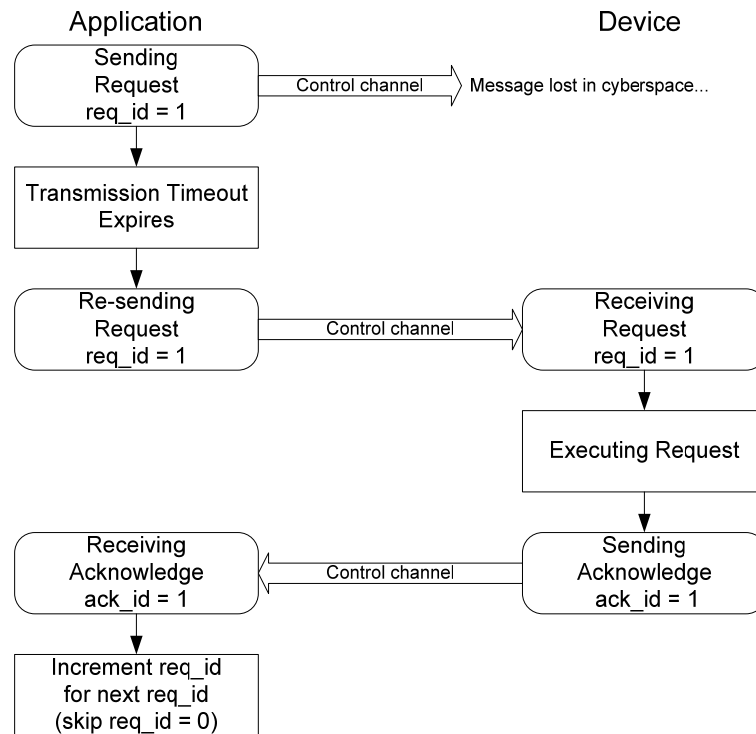 Application
Device
Sending
Request
req_id = 1
Control channel
Message lost in cyberspace...
Transmission Timeout
Expires
Re-sending
Request
req_id = 1
Control channel
Receiving
Request
req_id = 1
Executing Request
Receiving
Acknowledge
ack_id = 1
Control channel
Sending
Acknowledge
ack_id = 1
Increment req_id
for next req_id
(skip req_id = 0)